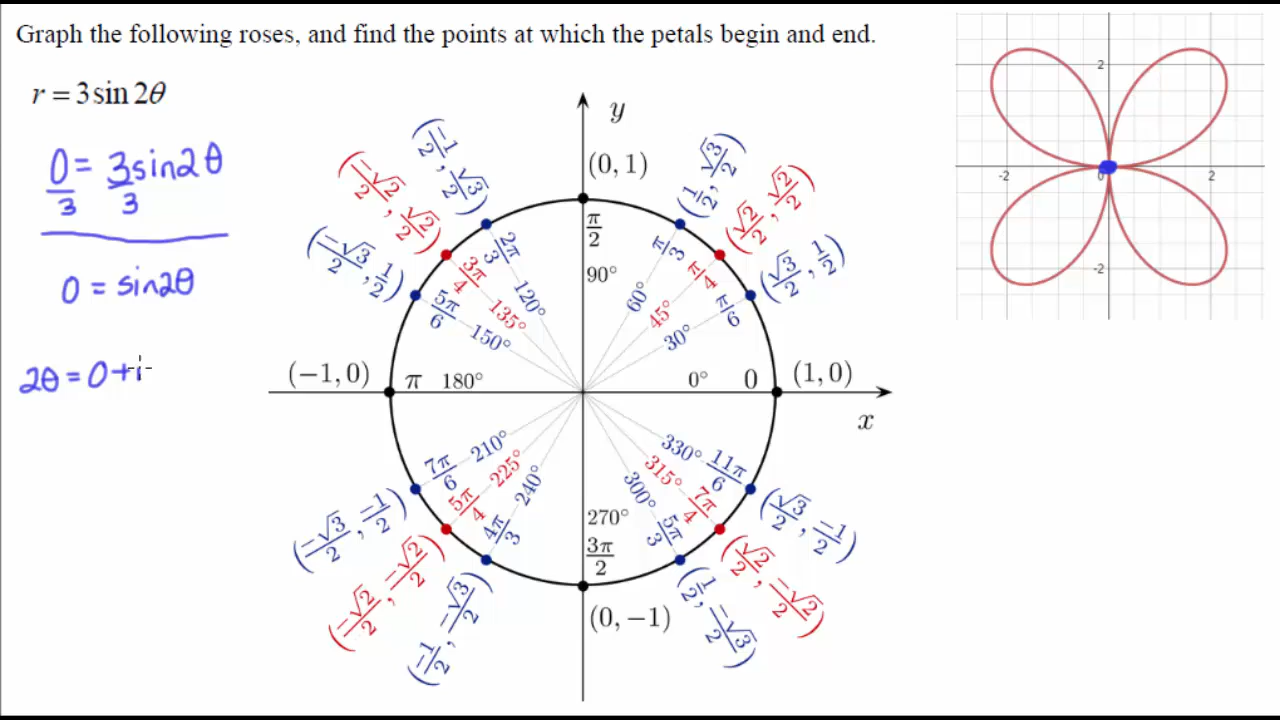 Graph the following roses, and find the points at which the petals begin and end.
r = 3 sin 2θ
0/3 = 3sin2θ/3
0 = sin2θ
2θ = 0+
y
(0, 1)
(-1/2, √3/2)
(1/2, √3/2)
(-√2/2, √2/2)
(√2/2, √2/2)
(-√3/2, 1/2)
(√3/2, 1/2)
π/2
90°
2π/3 120°
π/3 60°
3π/4 135°
π/4 45°
5π/6 150°
π/6 30°
(-1, 0) π 180°
0° 0 (1, 0)
x
7π/6 210°
330° 11π/6
5π/4 225°
315° 7π/4
4π/3 240°
300° 5π/3
270°
3π/2
(-√3/2, -1/2)
(√3/2, -1/2)
(-√2/2, -√2/2)
(√2/2, -√2/2)
(-1/2, -√3/2)
(1/2, -√3/2)
(0, -1)
2
-2 0 2
-2